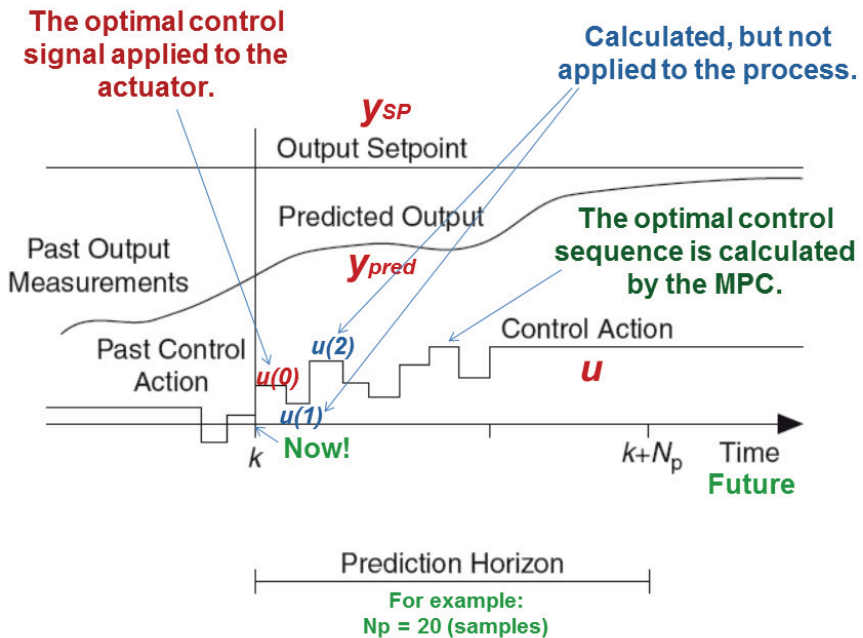 The optimal control
signal applied to the
actuator.
Calculated, but not
applied to the process.
ySP
Output Setpoint
Predicted Output
Past Output
Measurements
ypred
The optimal control
sequence is calculated
by the MPC.
Past Control
Action
u(0)
u(2)
Control Action
u
u(1)
k
Now!
k+Np
Time
Future
Prediction Horizon
For example:
Np = 20 (samples)